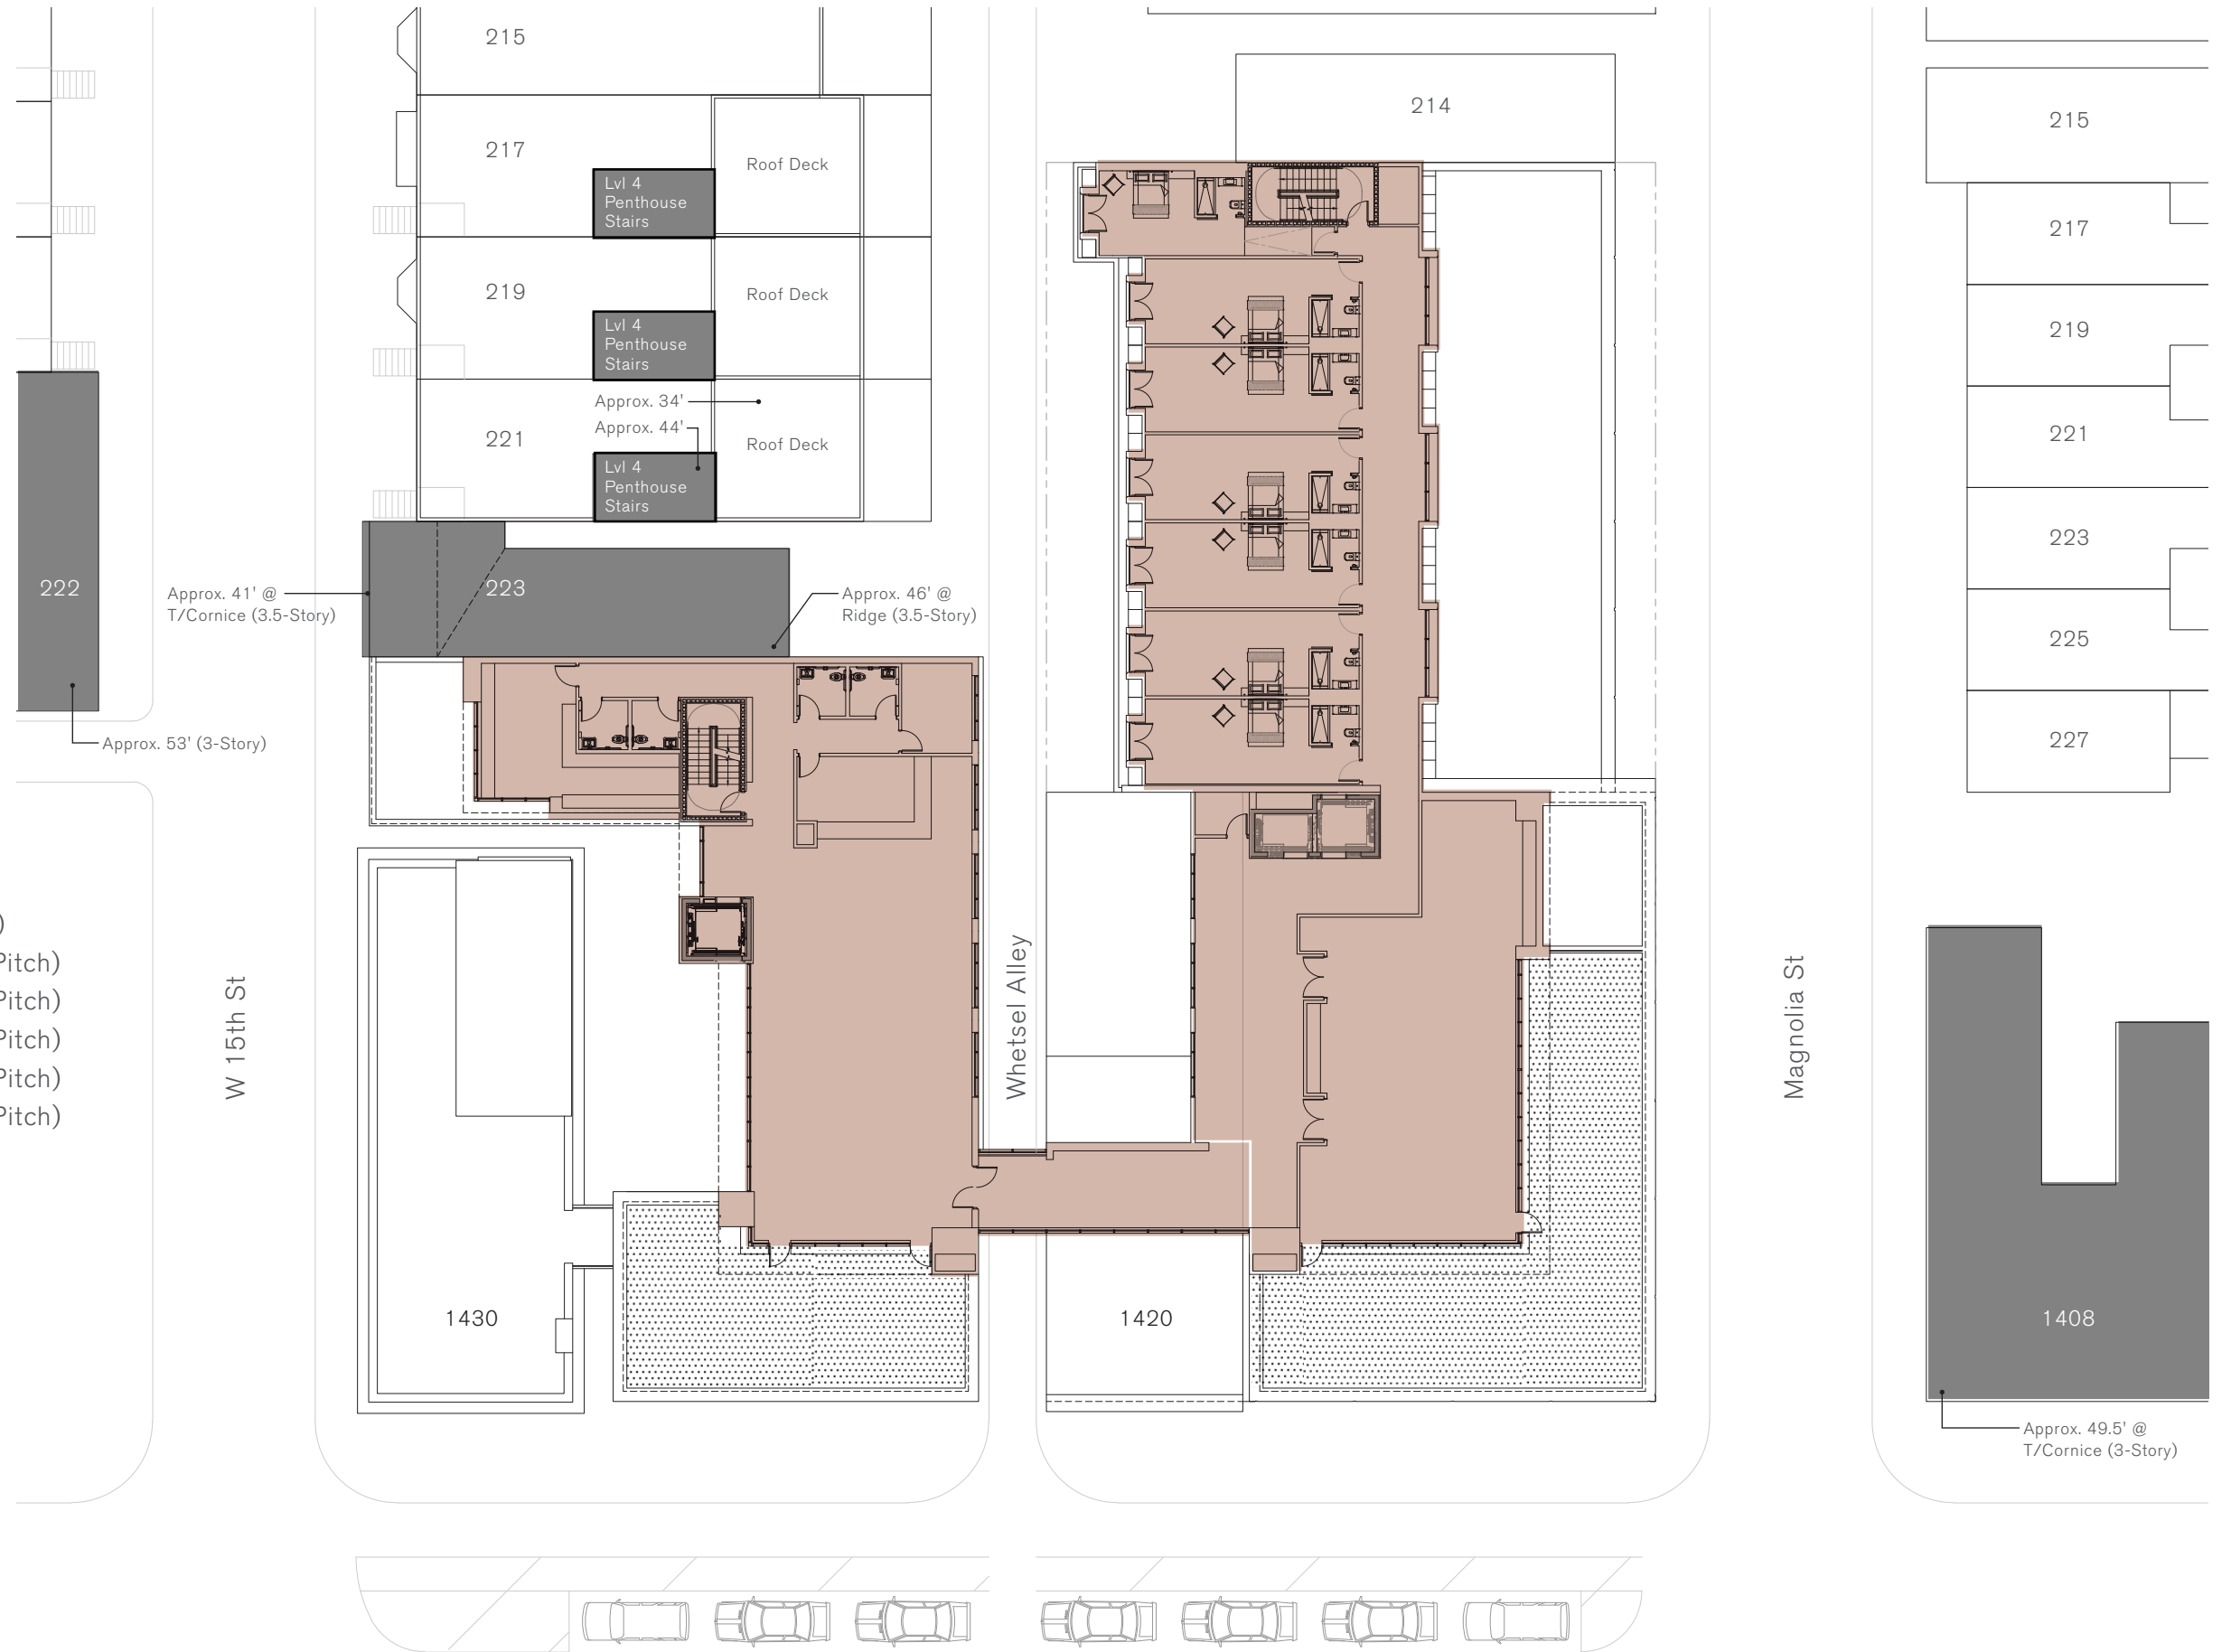 215
217
Roof Deck
Lvl 4
Penthouse
Stairs
219
Roof Deck
Lvl 4
Penthouse
Stairs
Approx. 34'
Approx. 44'
221
Roof Deck
Lvl 4
Penthouse
Stairs
222
Approx. 53' (3-Story)
Approx. 41' @
T/Cornice (3.5-Story)
223
Approx. 46' @
Ridge (3.5-Story)
)
Pitch)
Pitch)
Pitch)
Pitch)
Pitch)
W 15th St
1430
Whetsel Alley
214
1420
Magnolia St
215
217
219
221
223
225
227
1408
Approx. 49.5' @
T/Cornice (3-Story)